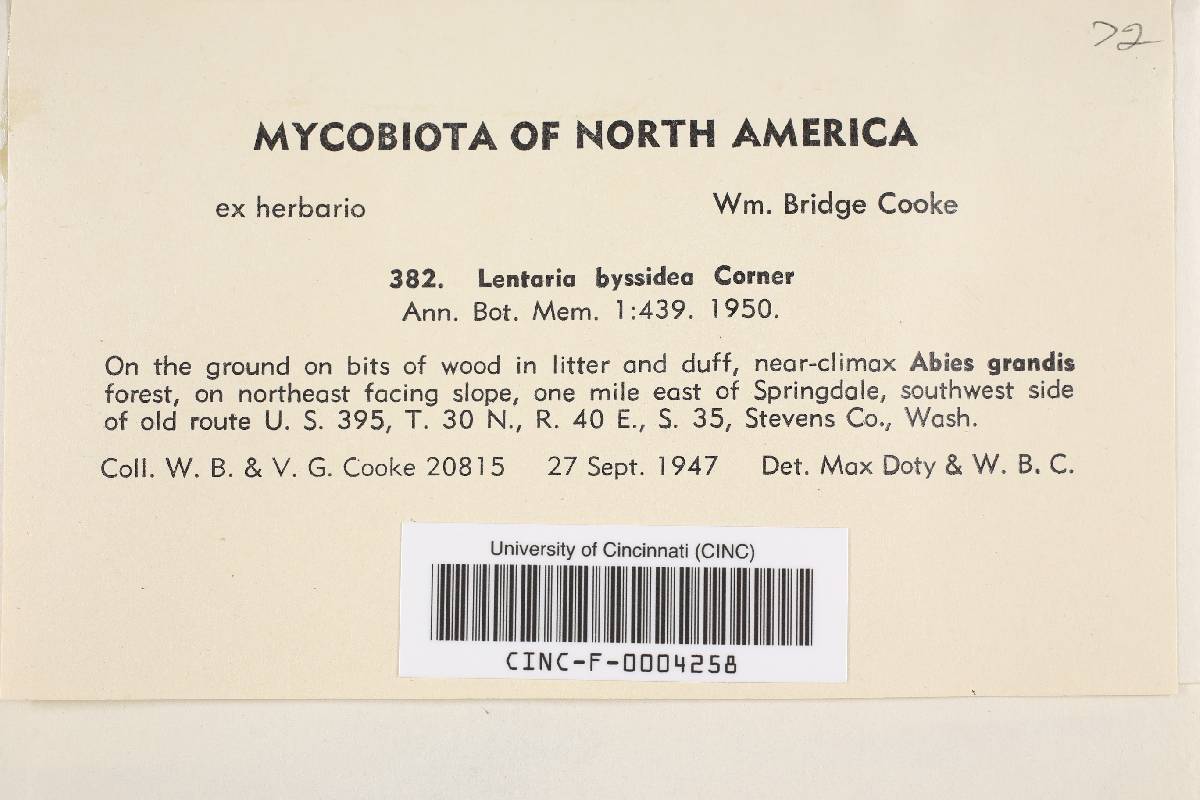 72
MYCOBIOTA OF NORTH AMERICA
ex herbario Wm. Bridge Cooke
382. Lentaria byssidea Corner
Ann. Bot. Mem. 1:439. 1950.
On the ground on bits of wood in litter and duff, near-climax Abies grandis
forest, on northeast facing slope, one mile east of Springdale, southwest side
of old route U. S. 395, T. 30 N., R. 40 E., S. 35, Stevens Co., Wash.
Coll. W. B. & V. G. Cooke 20815 27 Sept. 1947 Det. Max Doty & W. B. C.
University of Cincinnati (CINC)
CINC-F-0004258